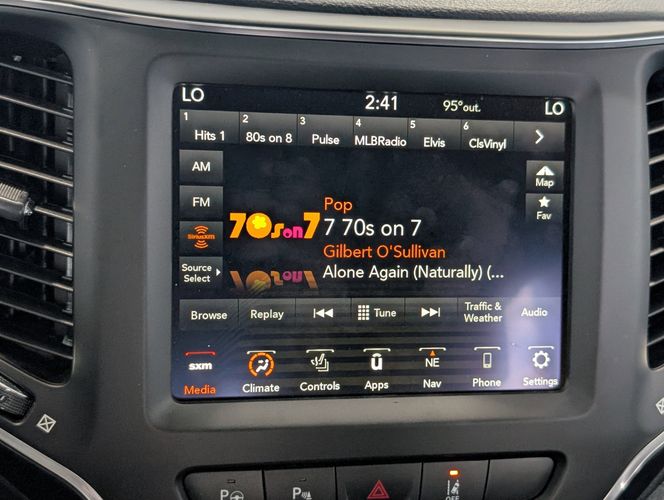 LO 2:41 95°out. LO
1 Hits 1 2 80s on 8 3 Pulse 4 MLBRadio 5 Elvis 6 ClsVinyl
AM
Map
FM
Fav
Pop
70s on 7
7 70s on 7
SiriusXM
Gilbert O'Sullivan
Source
Select
Alone Again (Naturally) (...
Browse Replay Tune Traffic &
Weather Audio
sxm
NE
Media Climate Controls Apps Nav Phone Settings
P P OFF